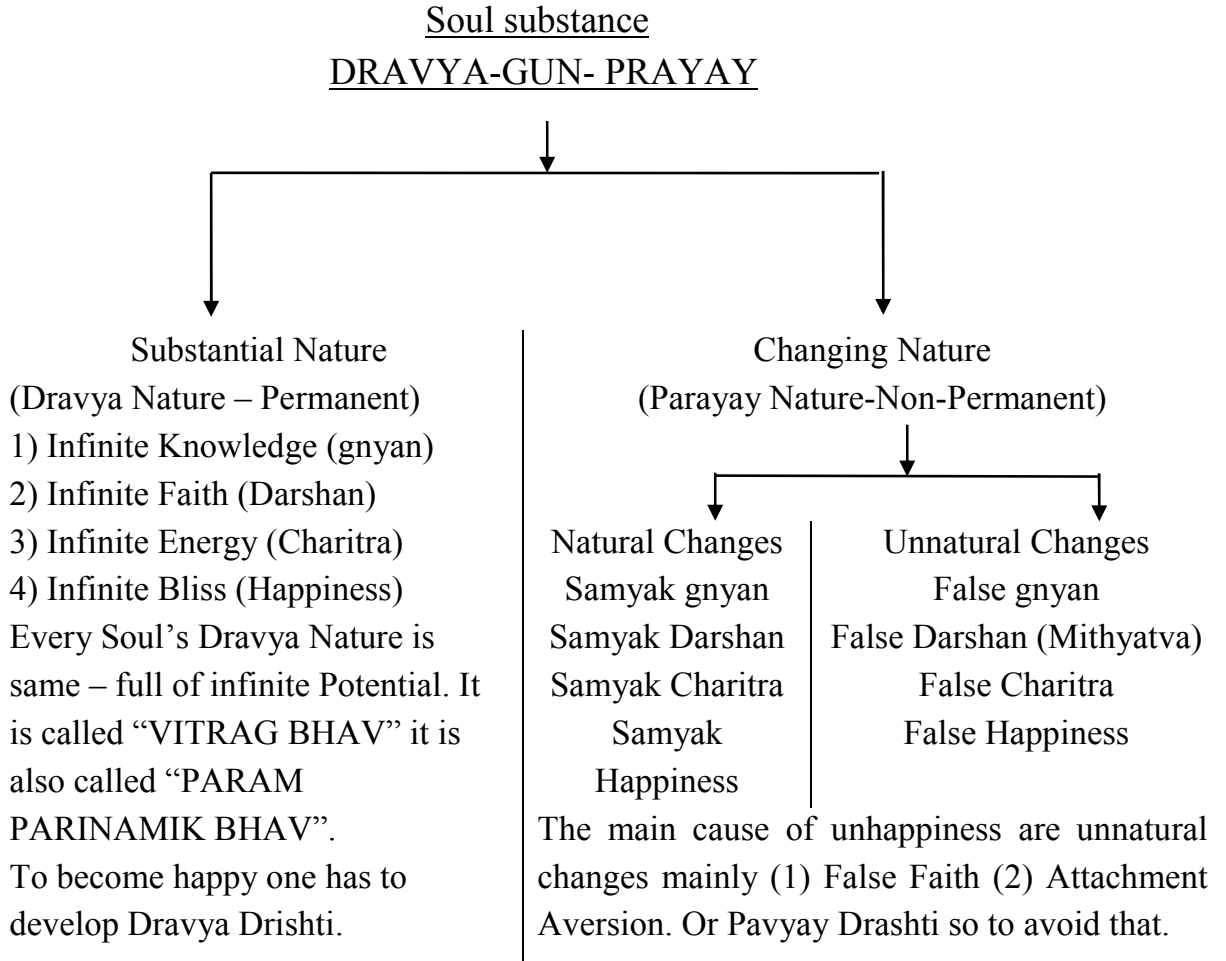 Soul substance
DRAVYA-GUN- PRAYAY
Substantial Nature
(Dravya Nature – Permanent)
1) Infinite Knowledge (gnyan)
2) Infinite Faith (Darshan)
3) Infinite Energy (Charitra)
4) Infinite Bliss (Happiness)
Every Soul’s Dravya Nature is
same – full of infinite Potential. It
is called “VITRAG BHAV” it is
also called “PARAM
PARINAMIK BHAV”.
To become happy one has to
develop Dravya Drishti.
Changing Nature
(Parayay Nature-Non-Permanent)
Natural Changes
Samyak gnyan
Samyak Darshan
Samyak Charitra
Samyak
Happiness
Unnatural Changes
False gnyan
False Darshan (Mithyatva)
False Charitra
False Happiness
The main cause of unhappiness are unnatural
changes mainly (1) False Faith (2) Attachment
Aversion. Or Pavyay Drashti so to avoid that.